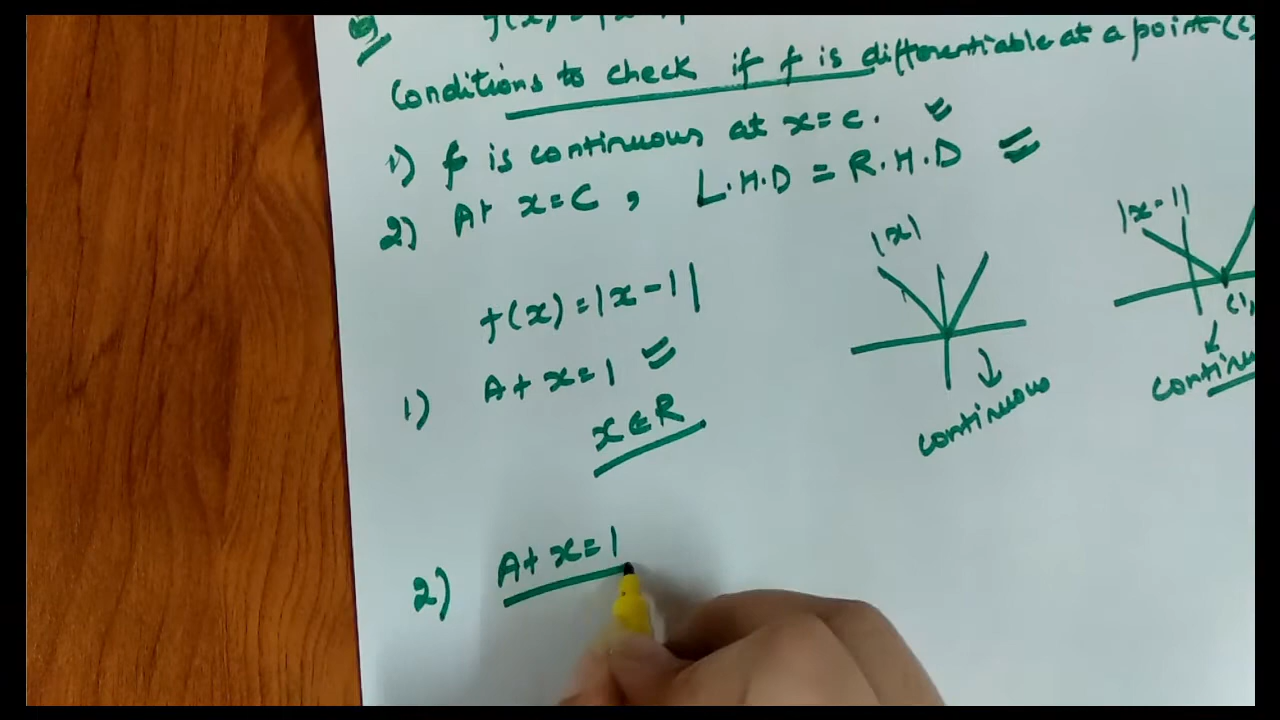 Conditions to check if f is differentiable at a point (c)
1) f is continuous at x=c.
2) At x=c, L.H.D = R.H.D
f(x)=|x-1|
1) At x=1
x∈R
|x|
continuous
|x-1|
(1,
continu
2) At x=1